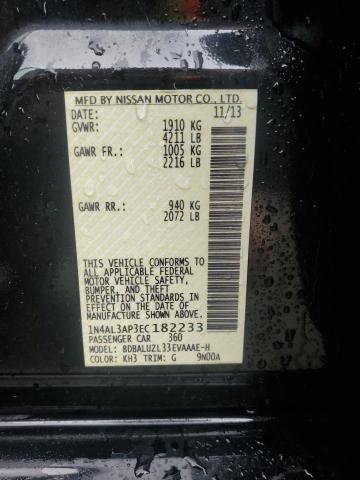 MFD BY NISSAN MOTOR CO., LTD.
DATE: 11/13
GVWR: 1910 KG
4211 LB
GAWR FR.: 1005 KG
2216 LB
GAWR RR.: 940 KG
2072 LB
THIS VEHICLE CONFORMS TO
ALL APPLICABLE FEDERAL
MOTOR VEHICLE SAFETY,
BUMPER, AND THEFT
PREVENTION STANDARDS IN
EFFECT ON THE DATE OF
MANUFACTURE SHOWN ABOVE.
1N4AL3AP3EC182233
PASSENGER CAR 360
MODEL: BDBALUZL33EVAAAE-H
COLOR: KH3 TRIM: G 9N00A